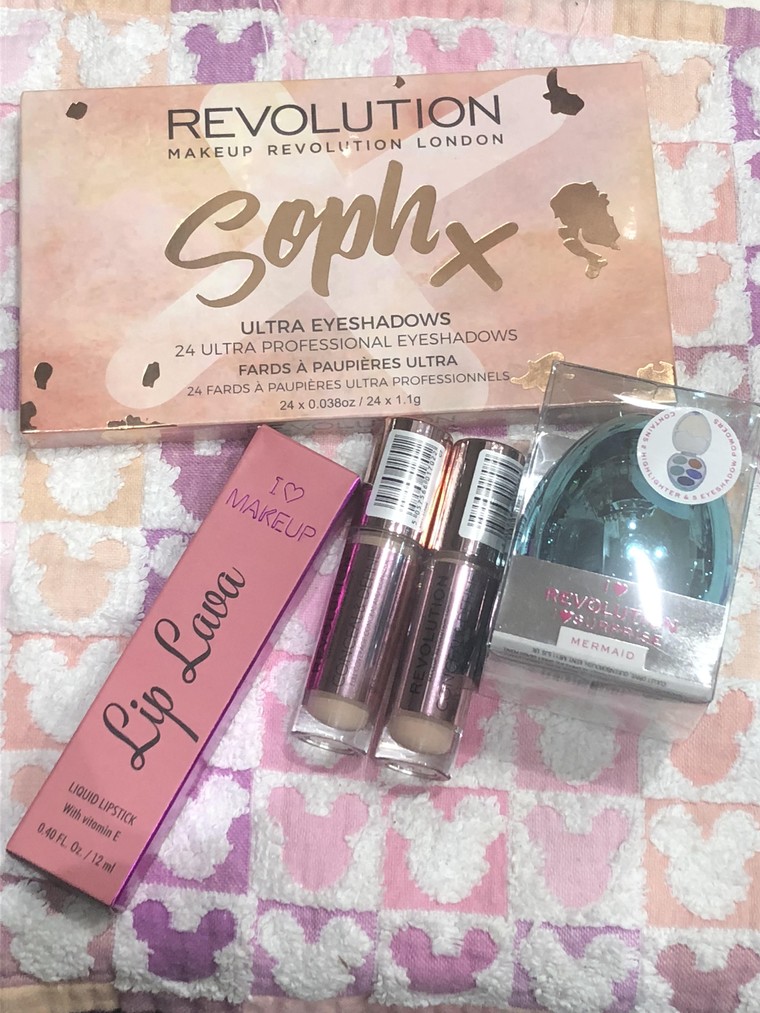 REVOLUTION
MAKEUP REVOLUTION LONDON
Soph x
ULTRA EYESHADOWS
24 ULTRA PROFESSIONAL EYESHADOWS
FARDS À PAUPIÈRES ULTRA
24 FARDS À PAUPIÈRES ULTRA PROFESSIONNELS
24 x 0.038oz / 24 x 1.1g
I ♡
MAKEUP
Lip Lava
LIQUID LIPSTICK
With vitamin E
0.40 FL. Oz. / 12 ml
REVOLUTION
CONTAINS 2 HIGHLIGHTER & 5 EYESHADOW POWDERS
I ♥
REVOLUTION
♥SURPRISE
MERMAID